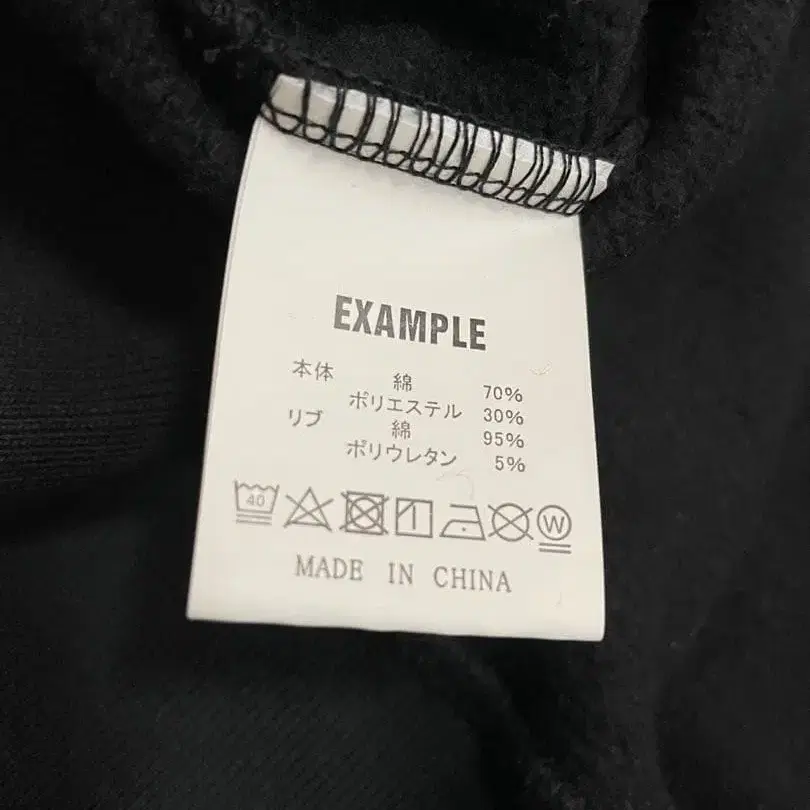 EXAMPLE
本体 綿 70%
ポリエステル 30%
リブ 綿 95%
ポリウレタン 5%
40 W
MADE IN CHINA